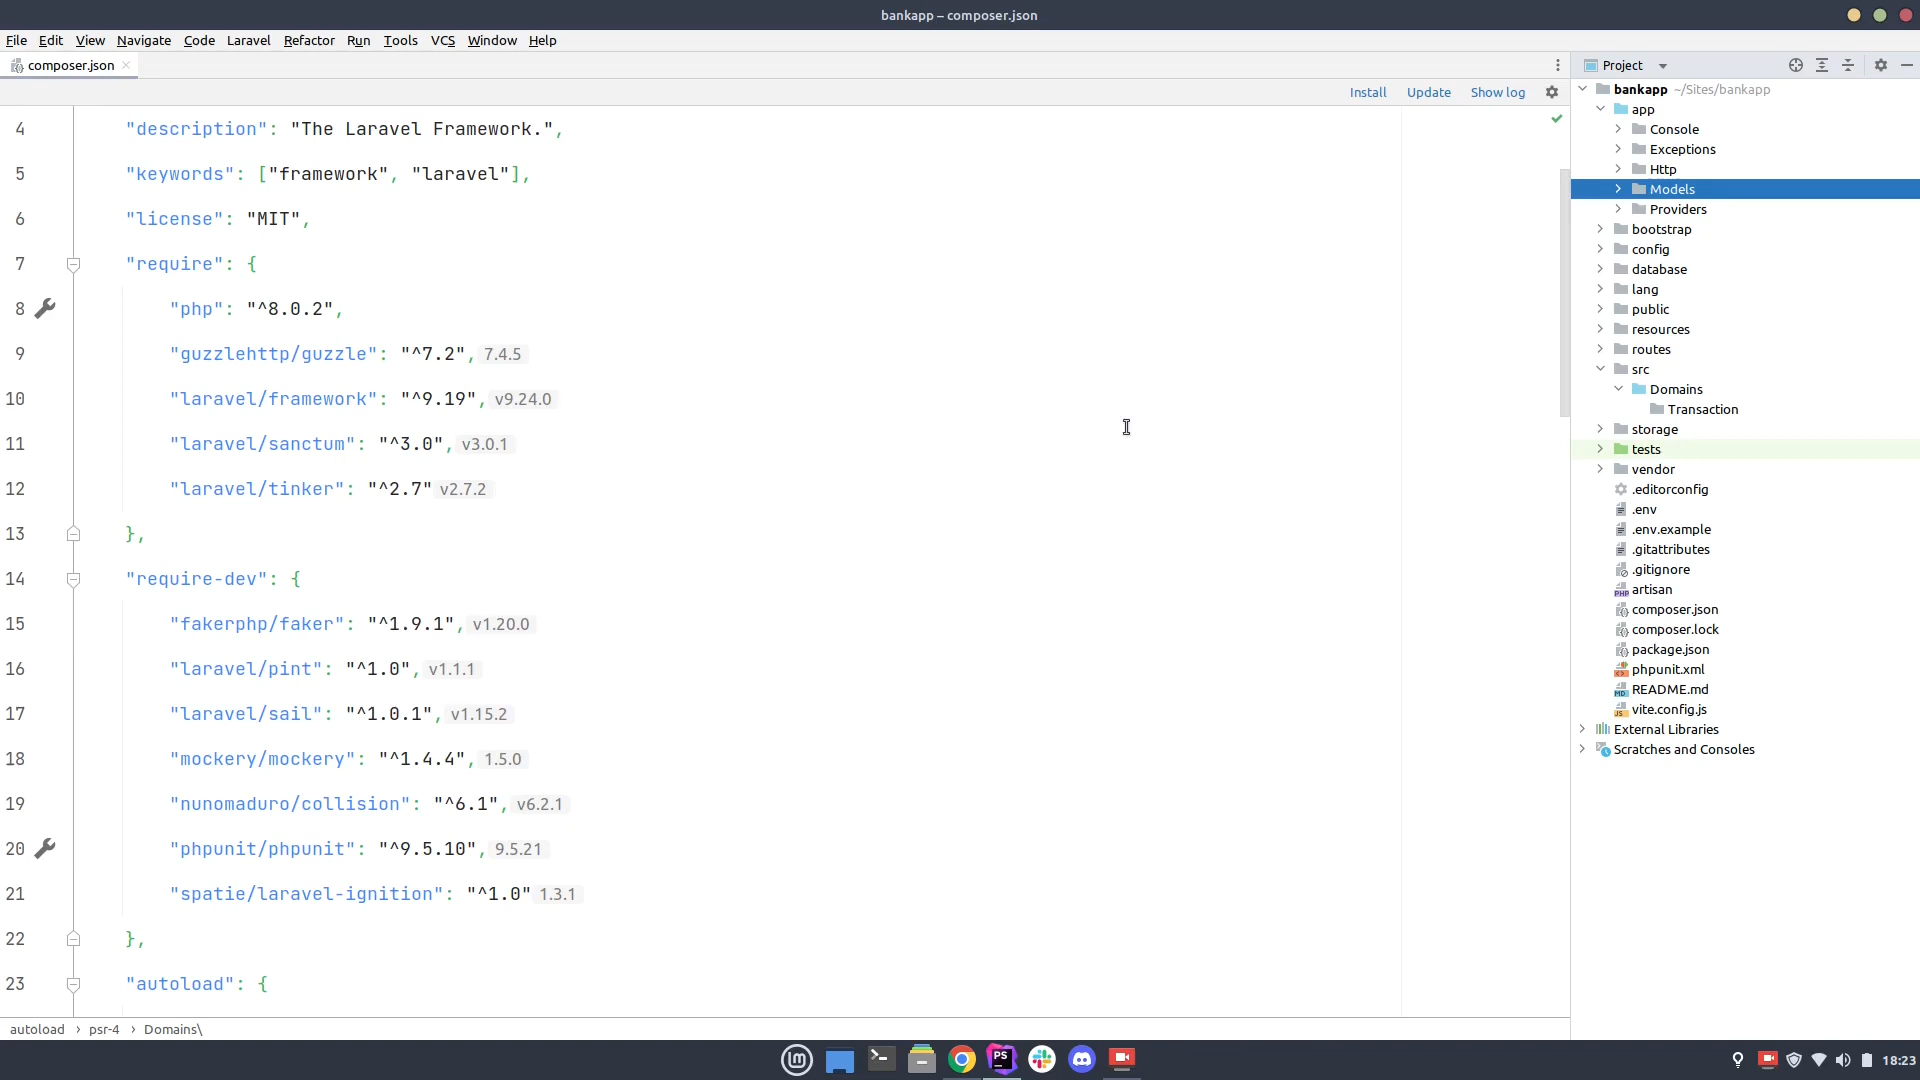 bankapp – composer.json
File Edit View Navigate Code Laravel Refactor Run Tools VCS Window Help
composer.json
Install Update Show log
4 "description": "The Laravel Framework.",
5 "keywords": ["framework", "laravel"],
6 "license": "MIT",
7 "require": {
8 "php": "^8.0.2",
9 "guzzlehttp/guzzle": "^7.2", 7.4.5
10 "laravel/framework": "^9.19", v9.24.0
11 "laravel/sanctum": "^3.0", v3.0.1
12 "laravel/tinker": "^2.7" v2.7.2
13 },
14 "require-dev": {
15 "fakerphp/faker": "^1.9.1", v1.20.0
16 "laravel/pint": "^1.0", v1.1.1
17 "laravel/sail": "^1.0.1", v1.15.2
18 "mockery/mockery": "^1.4.4", 1.5.0
19 "nunomaduro/collision": "^6.1", v6.2.1
20 "phpunit/phpunit": "^9.5.10", 9.5.21
21 "spatie/laravel-ignition": "^1.0" 1.3.1
22 },
23 "autoload": {
autoload › psr-4 › Domains\
Project
bankapp ~/Sites/bankapp
app
Console
Exceptions
Http
Models
Providers
bootstrap
config
database
lang
public
resources
routes
src
Domains
Transaction
storage
tests
vendor
.editorconfig
.env
.env.example
.gitattributes
.gitignore
artisan
composer.json
composer.lock
package.json
phpunit.xml
README.md
vite.config.js
External Libraries
Scratches and Consoles
PS
18:23